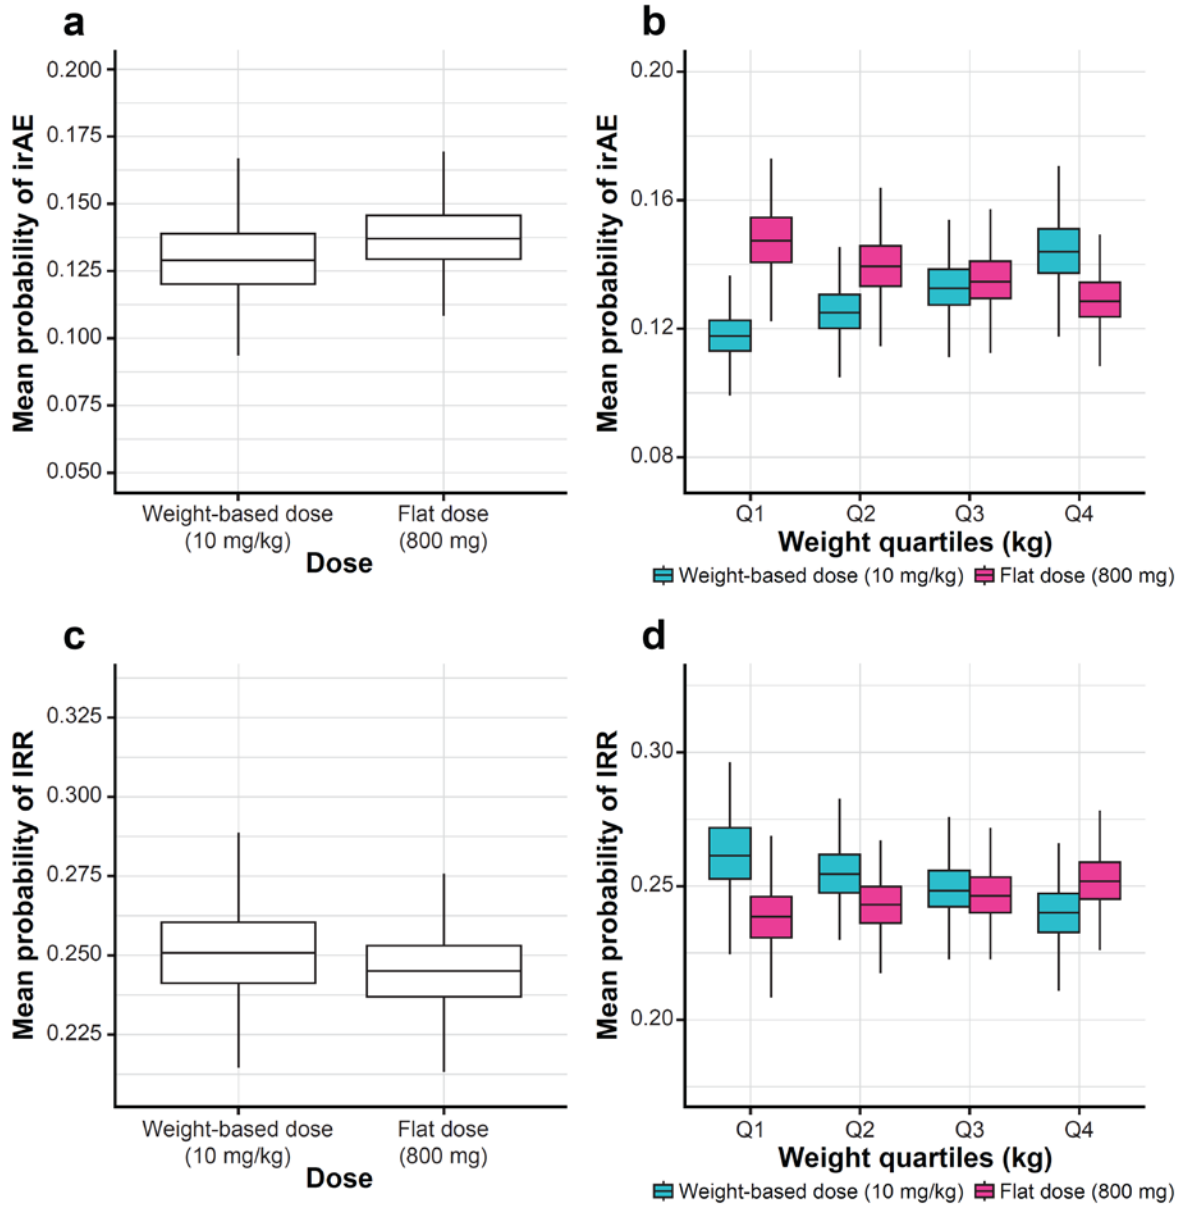 a
Mean probability of irAE
0.200
0.175
0.150
0.125
0.100
0.075
0.050
Weight-based dose
(10 mg/kg)
Flat dose
(800 mg)
Dose
b
Mean probability of irAE
0.20
0.16
0.12
0.08
Q1 Q2 Q3 Q4
Weight quartiles (kg)
Weight-based dose (10 mg/kg) Flat dose (800 mg)
c
Mean probability of IRR
0.325
0.300
0.275
0.250
0.225
Weight-based dose
(10 mg/kg)
Flat dose
(800 mg)
Dose
d
Mean probability of IRR
0.30
0.25
0.20
Q1 Q2 Q3 Q4
Weight quartiles (kg)
Weight-based dose (10 mg/kg) Flat dose (800 mg)